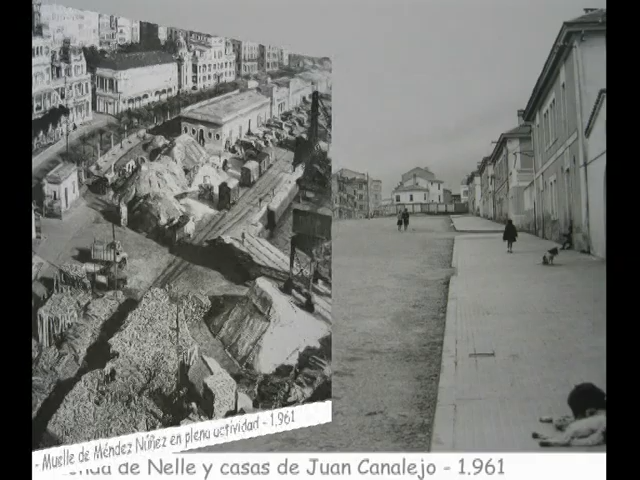 - Muelle de Méndez Núñez en plena actividad - 1.961
de Nelle y casas de Juan Canalejo - 1.961